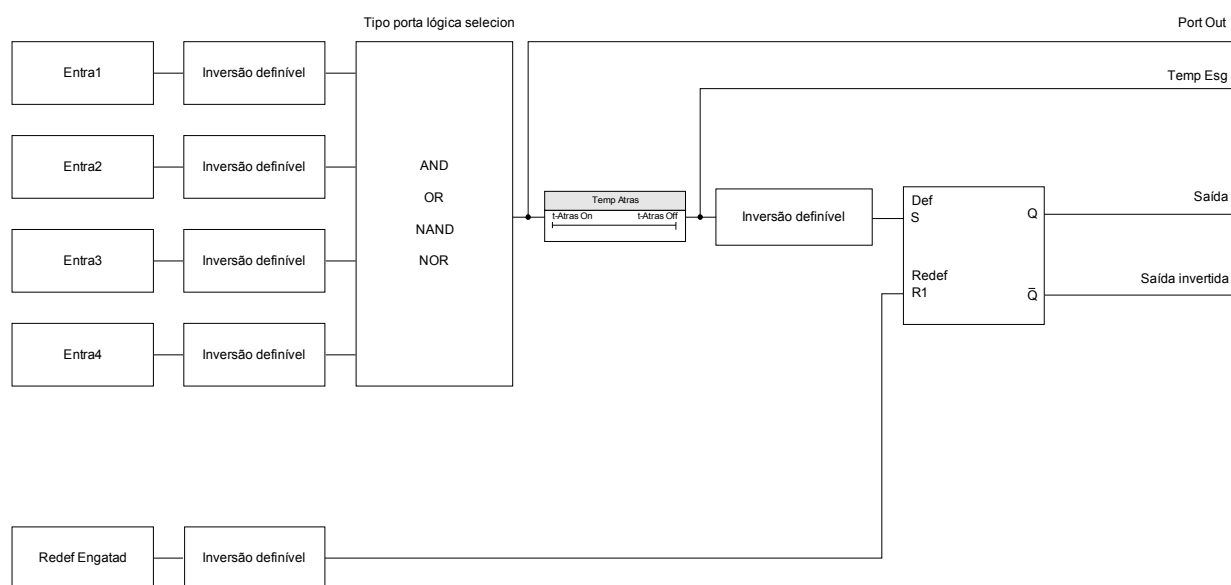 Tipo porta lógica selecion
Port Out
Entra1
Inversão definível
Temp Esg
Entra2
Inversão definível
AND
OR
NAND
NOR
Temp Atras
t-Atras On
t-Atras Off
Inversão definível
Def
S
Q
Saída
Entra3
Inversão definível
Redef
R1
Q̄
Saída invertida
Entra4
Inversão definível
Redef Engatad
Inversão definível